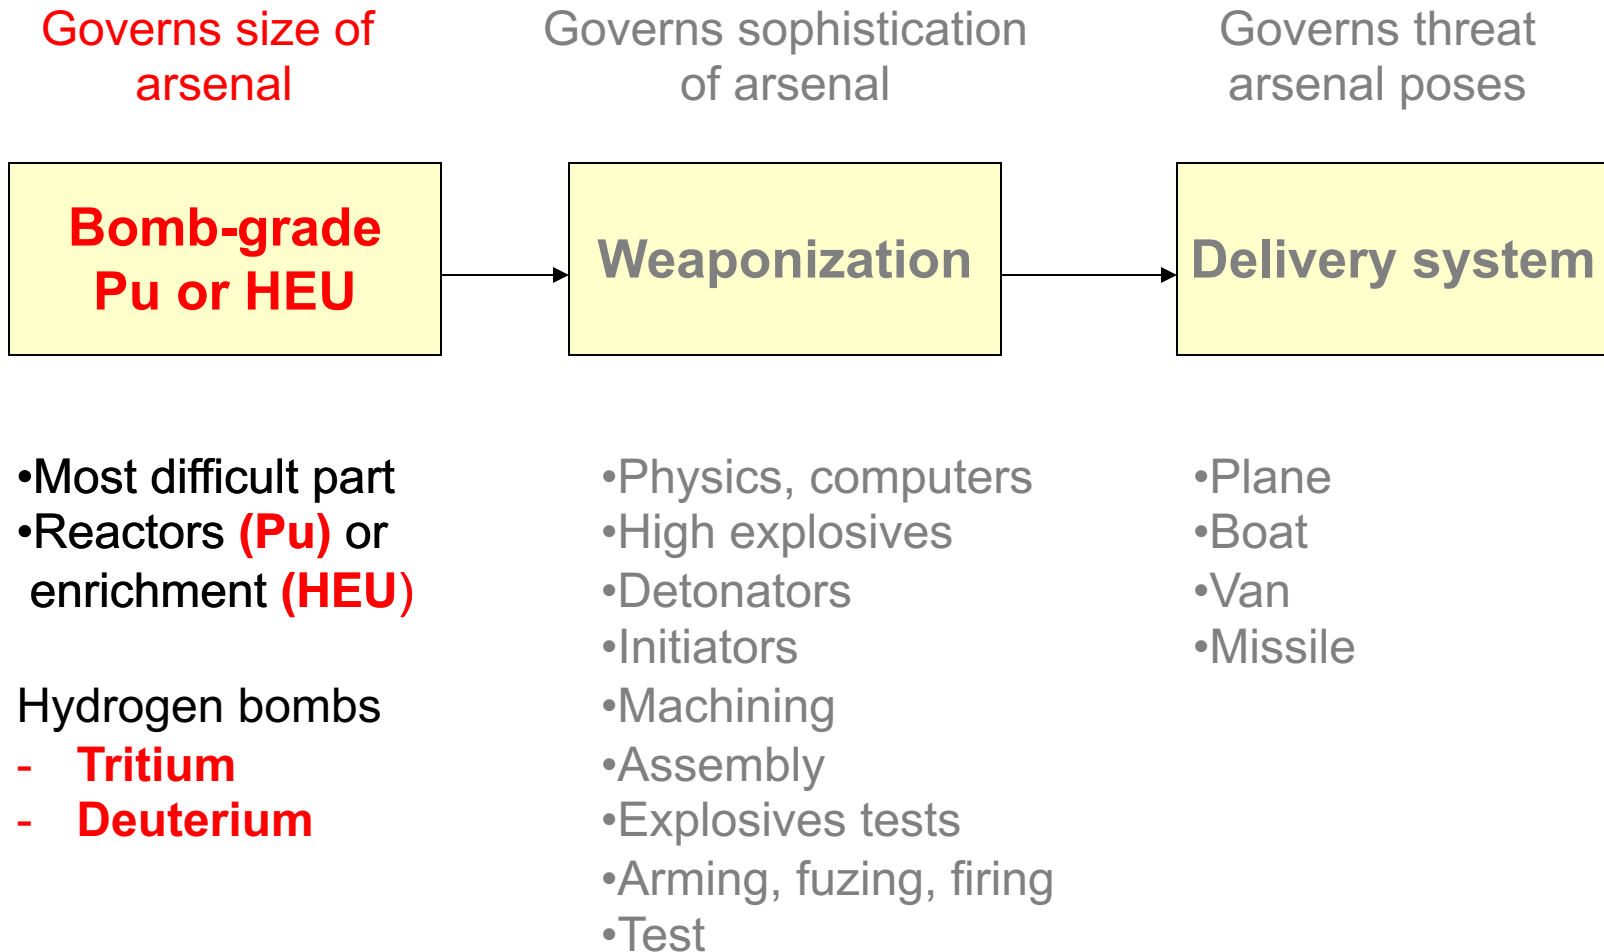 Governs size of
arsenal
Governs sophistication
of arsenal
Governs threat
arsenal poses
Bomb-grade
Pu or HEU
Weaponization
Delivery system
•Most difficult part
•Reactors (Pu) or
enrichment (HEU)
Hydrogen bombs
- Tritium
- Deuterium
•Physics, computers
•High explosives
•Detonators
•Initiators
•Machining
•Assembly
•Explosives tests
•Arming, fuzing, firing
•Test
•Plane
•Boat
•Van
•Missile